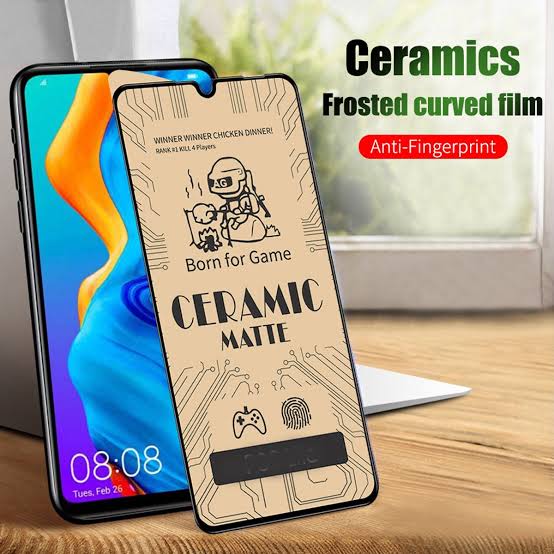 Ceramics
Frosted curved film
Anti-Fingerprint
WINNER WINNER CHICKEN DINNER!
RANK #1 KILL 4 Players
AG
Born for Game
CERAMIC
MATTE
08:08
Tues, Feb 26